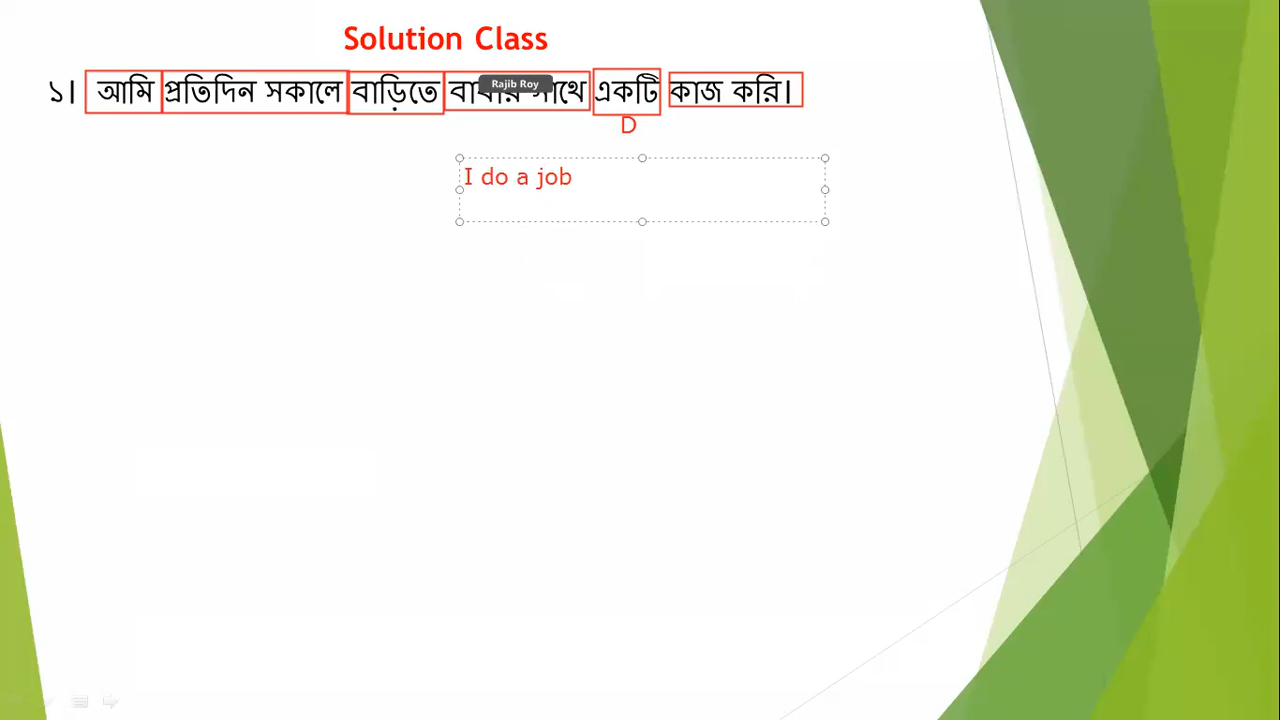 Solution Class
১। আমি প্রতিদিন সকালে বাড়িতে সাথে একটি কাজ করি।
Rajib Roy
D
I do a job